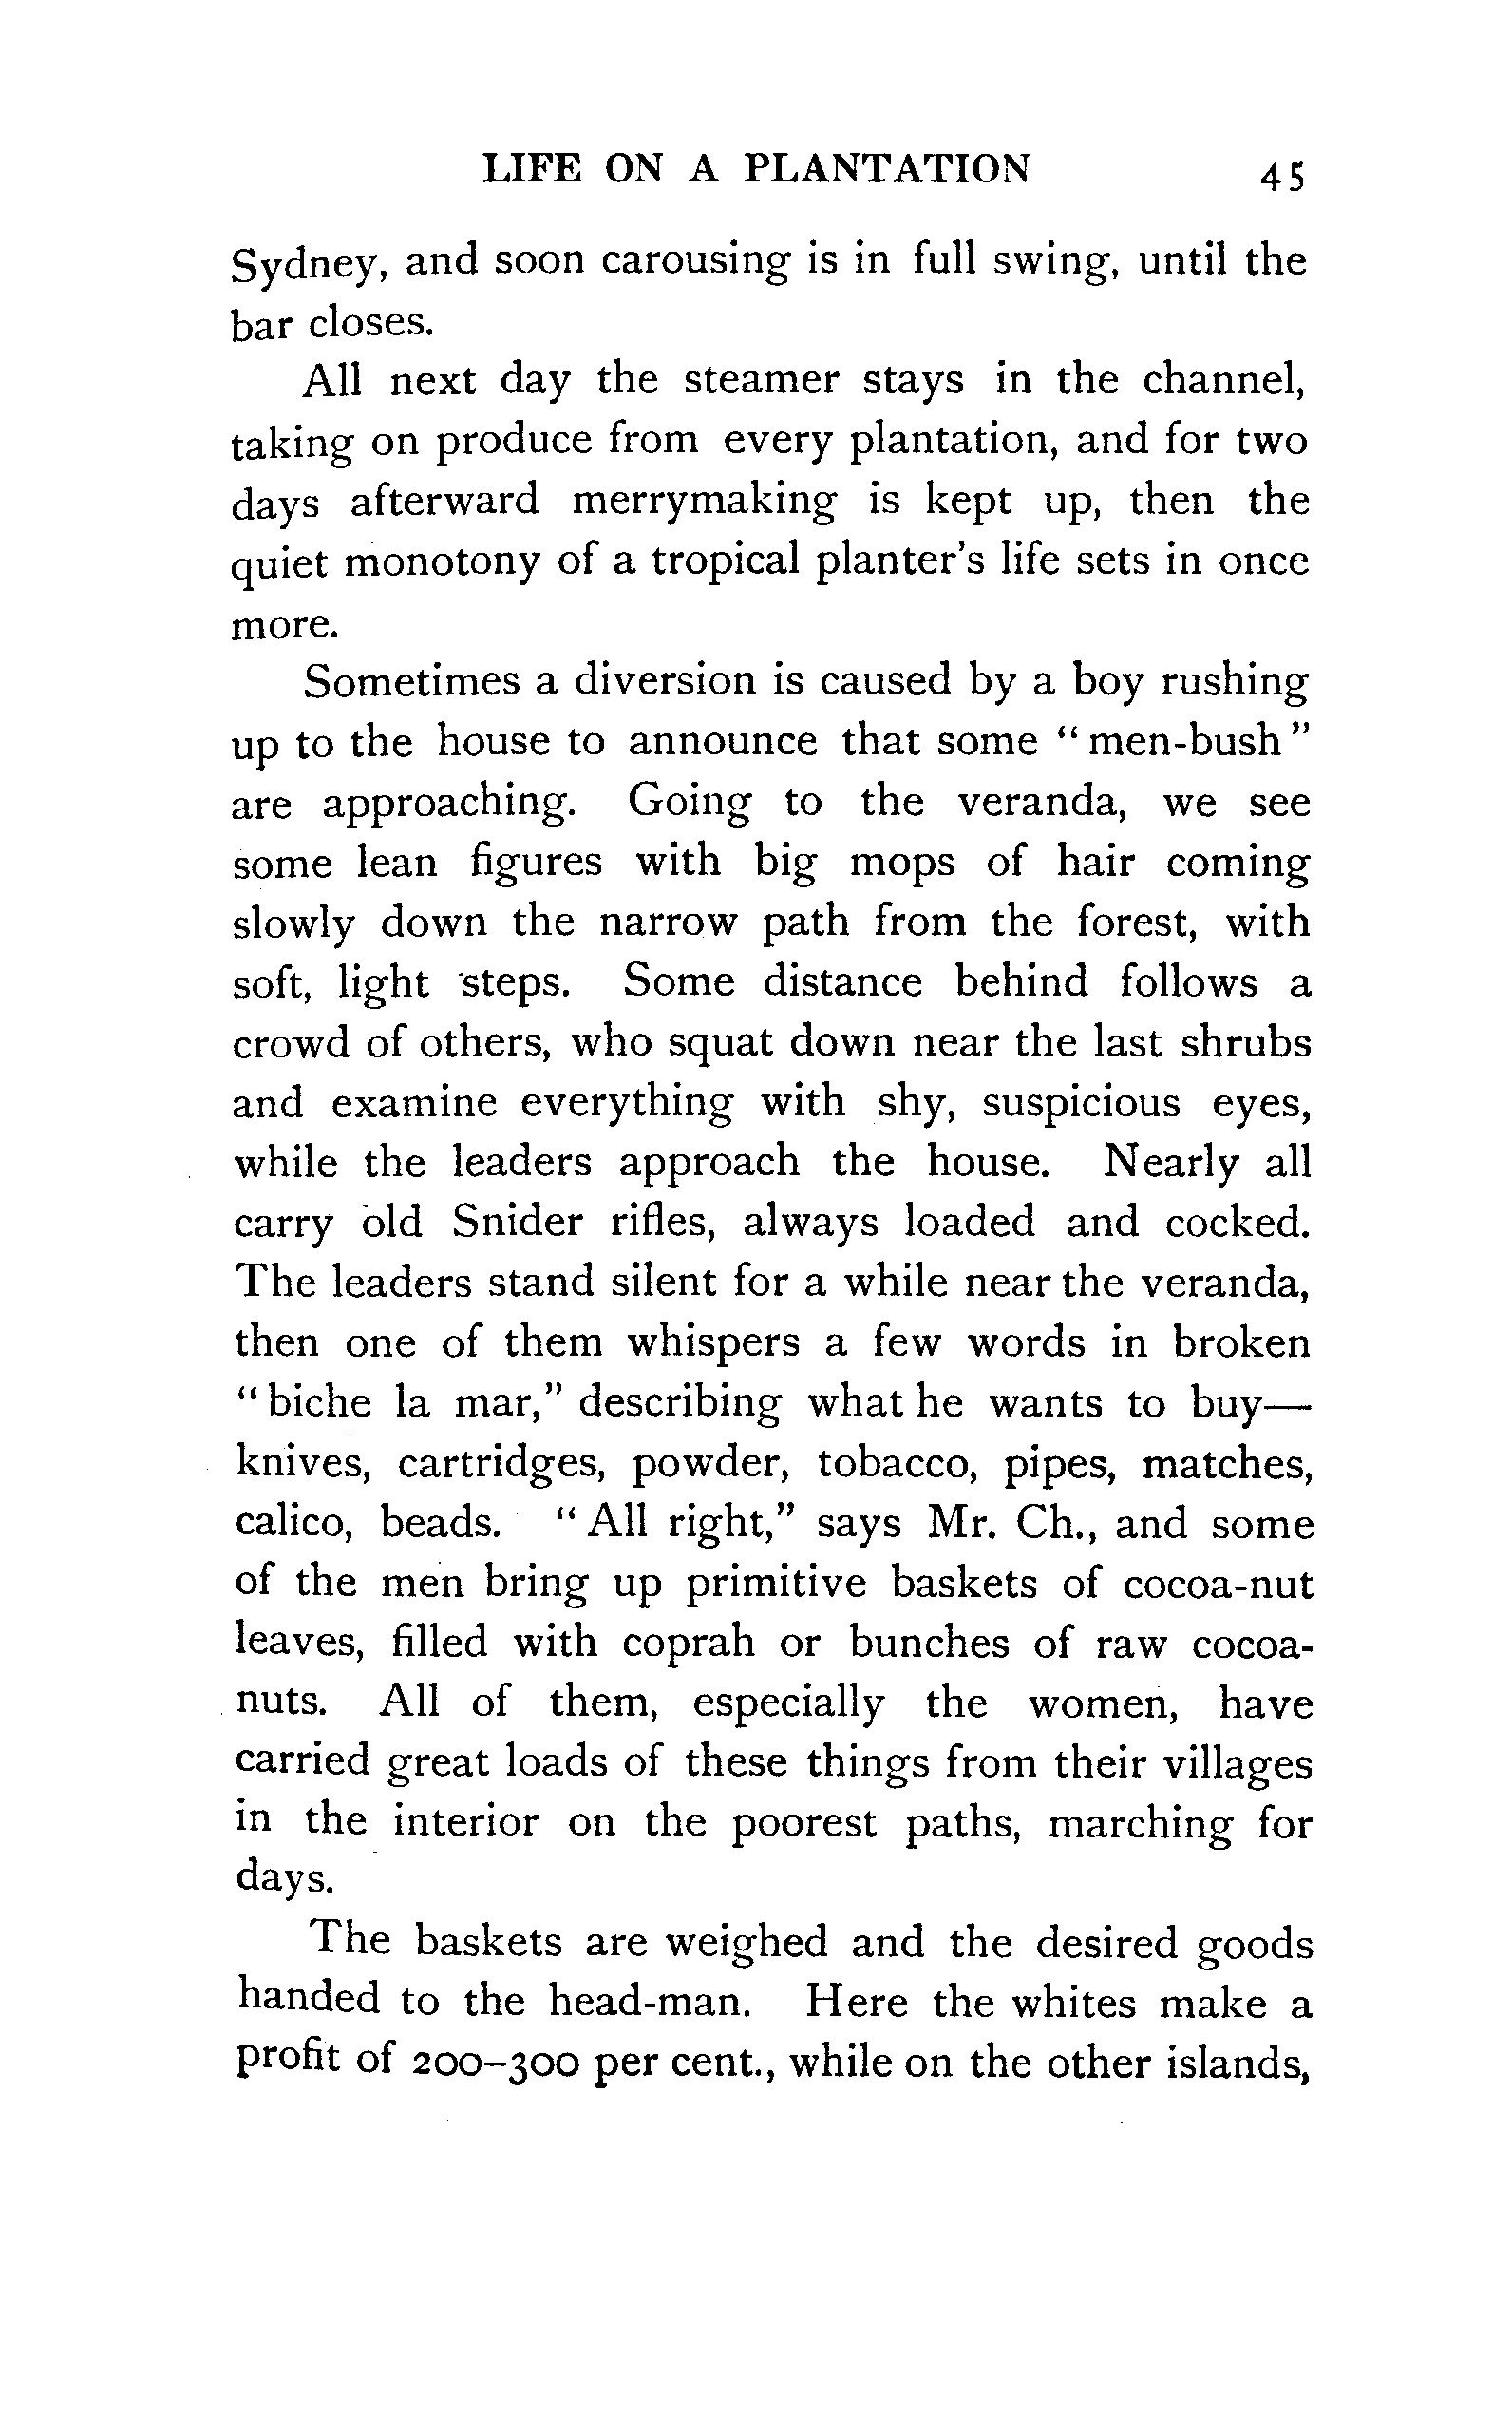 LIFE ON A PLANTATION 45
Sydney, and soon carousing is in full swing, until the
bar closes.
All next day the steamer stays in the channel,
taking on produce from every plantation, and for two
days afterward merrymaking is kept up, then the
quiet monotony of a tropical planter's life sets in once
more.
Sometimes a diversion is caused by a boy rushing
up to the house to announce that some "men-bush"
are approaching. Going to the veranda, we see
some lean figures with big mops of hair coming
slowly down the narrow path from the forest, with
soft, light steps. Some distance behind follows a
crowd of others, who squat down near the last shrubs
and examine everything with shy, suspicious eyes,
while the leaders approach the house. Nearly all
carry old Snider rifles, always loaded and cocked.
The leaders stand silent for a while near the veranda,
then one of them whispers a few words in broken
"biche la mar," describing what he wants to buy—
knives, cartridges, powder, tobacco, pipes, matches,
calico, beads. "All right," says Mr. Ch., and some
of the men bring up primitive baskets of cocoa-nut
leaves, filled with coprah or bunches of raw cocoa-
nuts. All of them, especially the women, have
carried great loads of these things from their villages
in the interior on the poorest paths, marching for
days.
The baskets are weighed and the desired goods
handed to the head-man. Here the whites make a
profit of 200–300 per cent., while on the other islands,